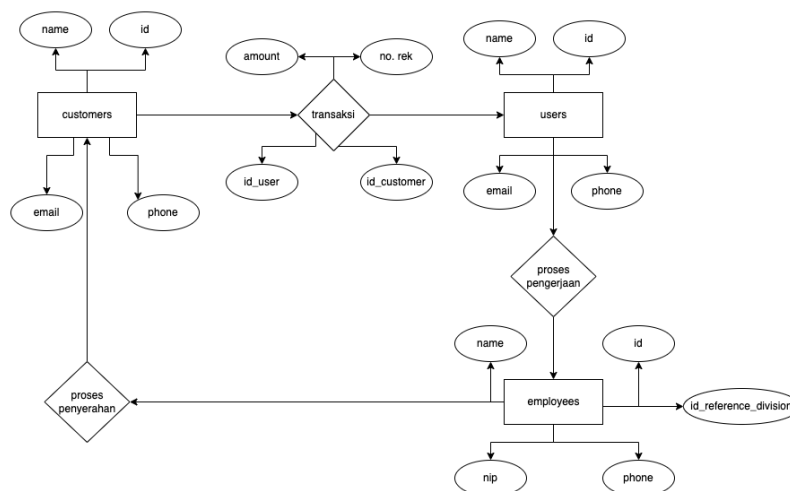 name
id
amount
no. rek
name
id
customers
transaksi
users
id_user
id_customer
email
phone
email
phone
proses
pengerjaan
name
id
proses
penyerahan
employees
id_reference_division
nip
phone